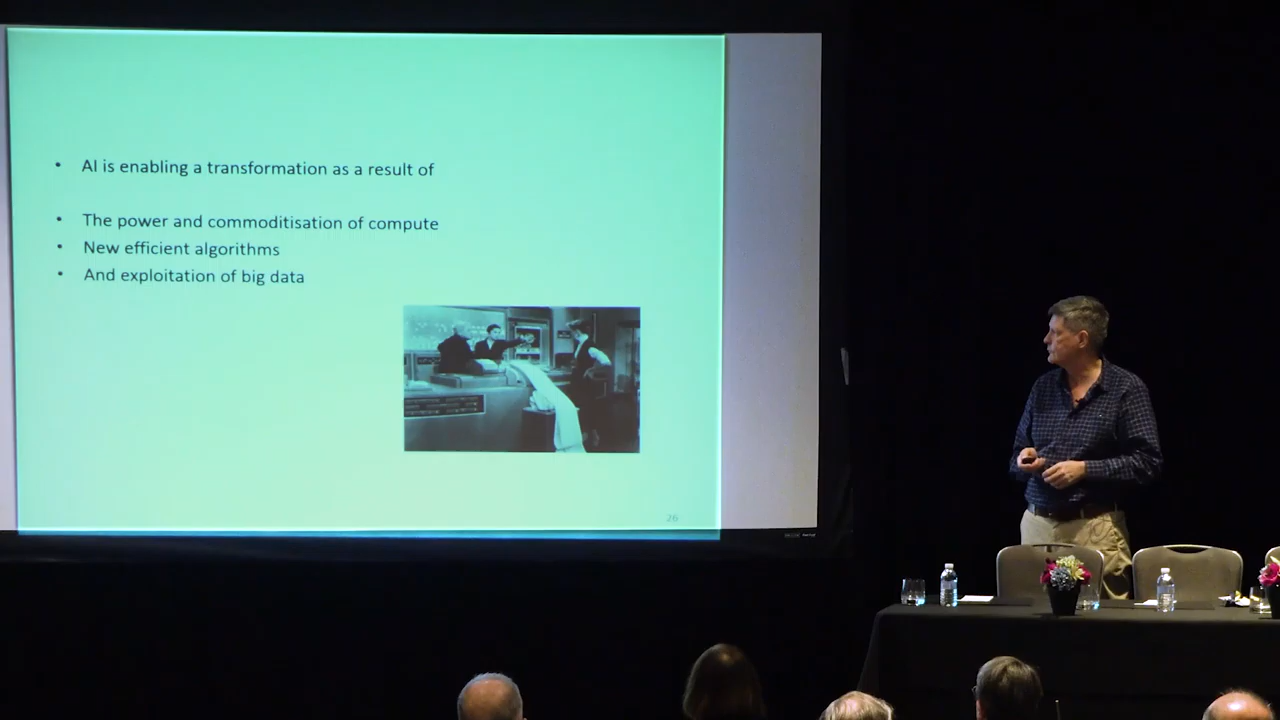 • AI is enabling a transformation as a result of
• The power and commoditisation of compute
• New efficient algorithms
• And exploitation of big data
26